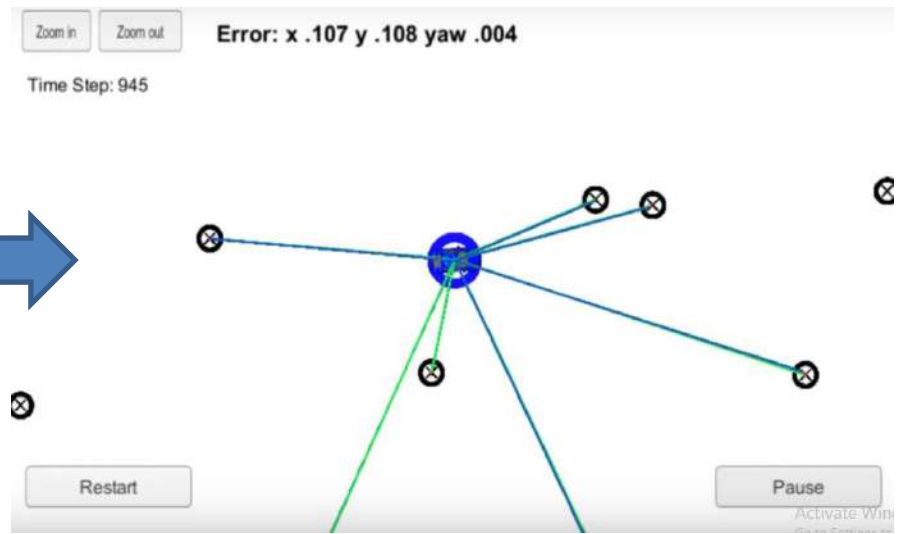 Zoom in Zoom out Error: x .107 y .108 yaw .004
Time Step: 945
Restart Pause
Activate Win